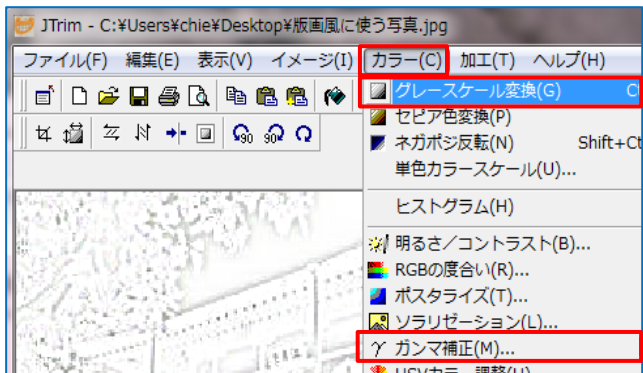 JTrim - C:¥Users¥chie¥Desktop¥版画風に使う写真.jpg
ファイル(F) 編集(E) 表示(V) イメージ(I) カラー(C) 加工(T) ヘルプ(H)
グレースケール変換(G)
セピア色変換(P)
ネガポジ反転(N) Shift+Ct
90 90
単色カラースケール(U)...
ヒストグラム(H)
明るさ／コントラスト(B)...
RGBの度合い(R)...
ポスタライズ(T)...
ソラリゼーション(L)...
γ ガンマ補正(M)...